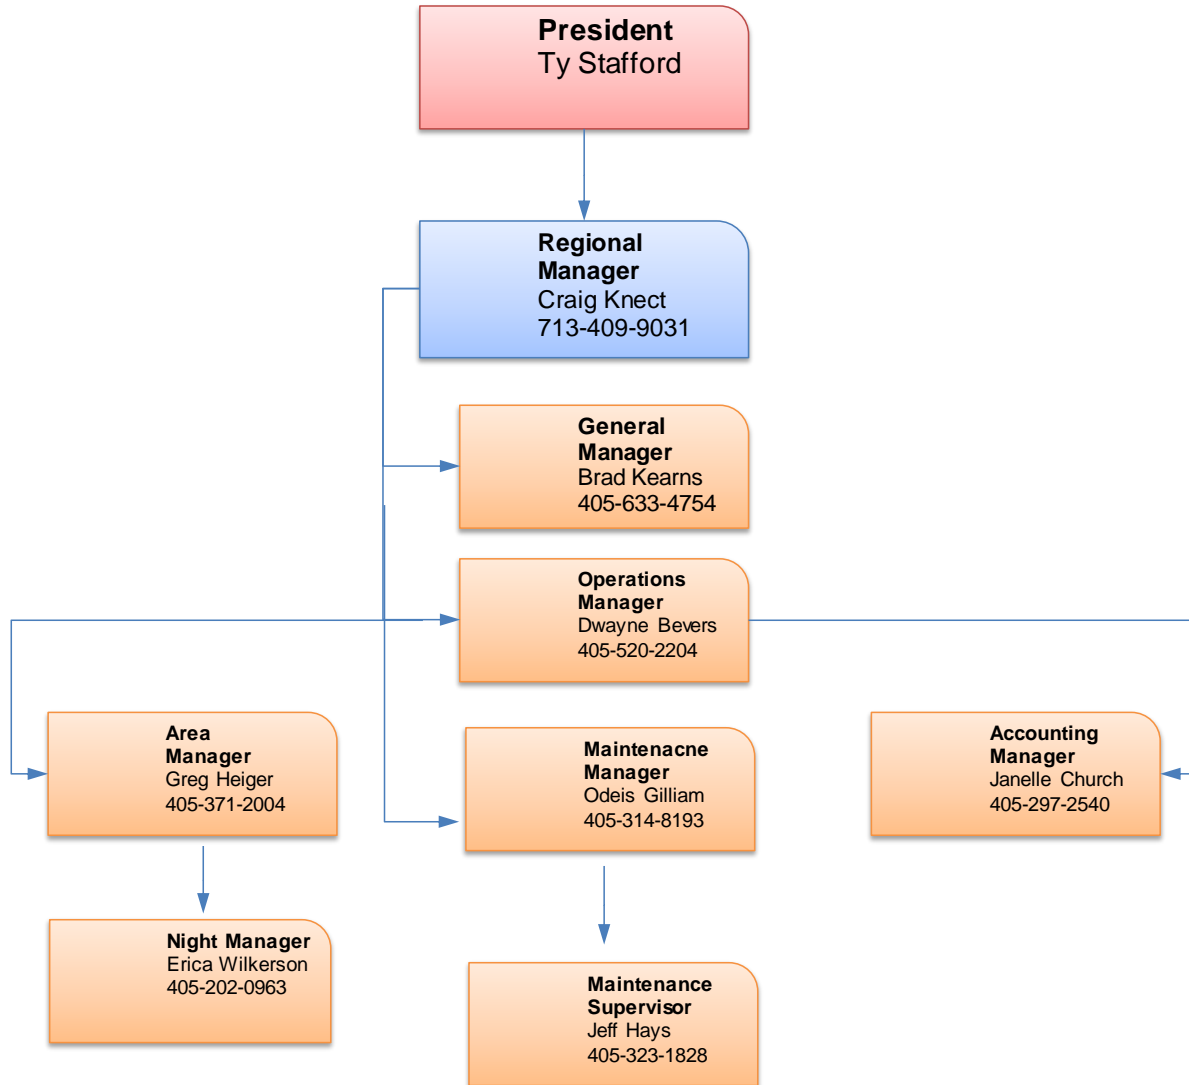 President
Ty Stafford
Regional
Manager
Craig Knect
713-409-9031
General
Manager
Brad Kearns
405-633-4754
Operations
Manager
Dwayne Bevers
405-520-2204
Area
Manager
Greg Heiger
405-371-2004
Maintenacne
Manager
Odeis Gilliam
405-314-8193
Accounting
Manager
Janelle Church
405-297-2540
Night Manager
Erica Wilkerson
405-202-0963
Maintenance
Supervisor
Jeff Hays
405-323-1828